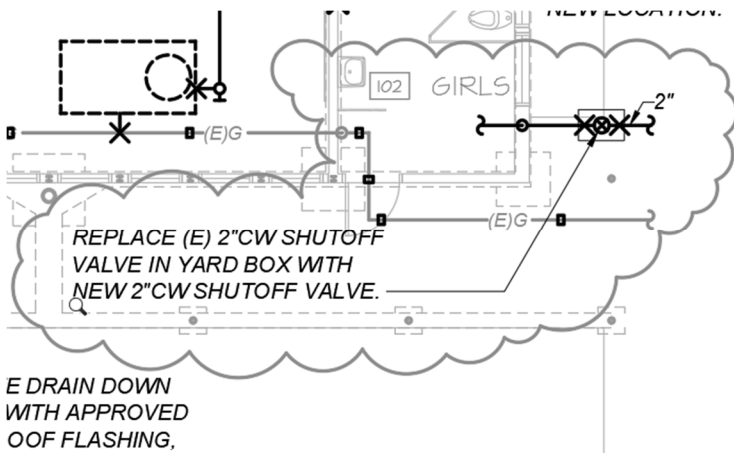 NEW LOCATION.
102
GIRLS
2"
(E)G
(E)G
REPLACE (E) 2"CW SHUTOFF
VALVE IN YARD BOX WITH
NEW 2"CW SHUTOFF VALVE.
E DRAIN DOWN
WITH APPROVED
OOF FLASHING,